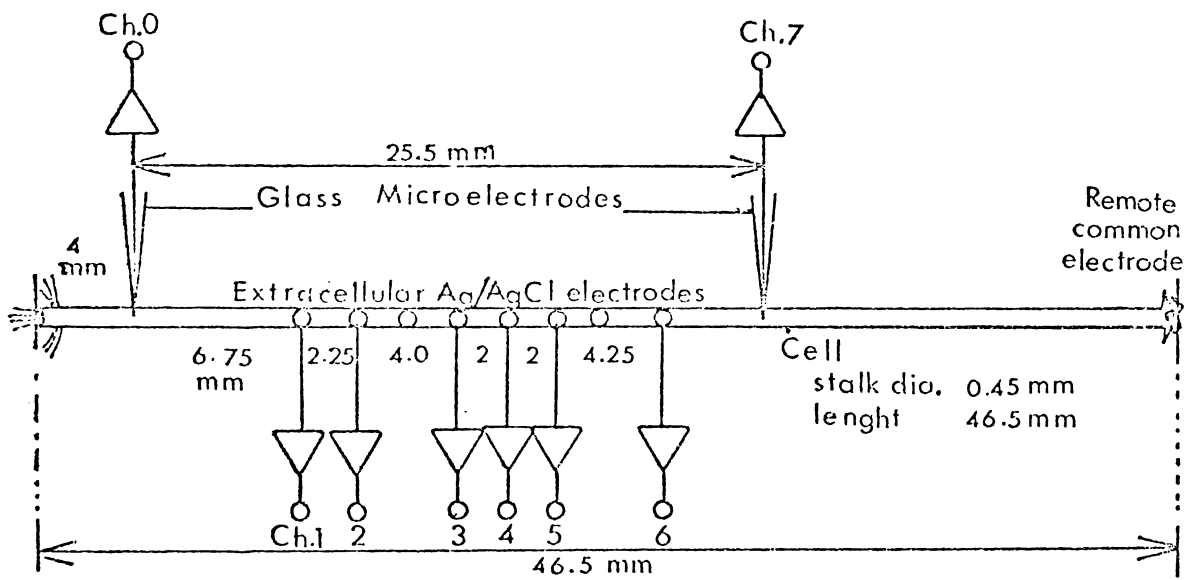 Ch.0
Ch.7
25.5 mm
Glass Microelectrodes
Remote
common
electrode
4
mm
Extracellular Ag/AgCl electrodes
6.75
mm
2.25
4.0
2
2
4.25
Cell
stalk dia. 0.45 mm
lenght 46.5 mm
Ch.1
2
3
4
5
6
46.5 mm